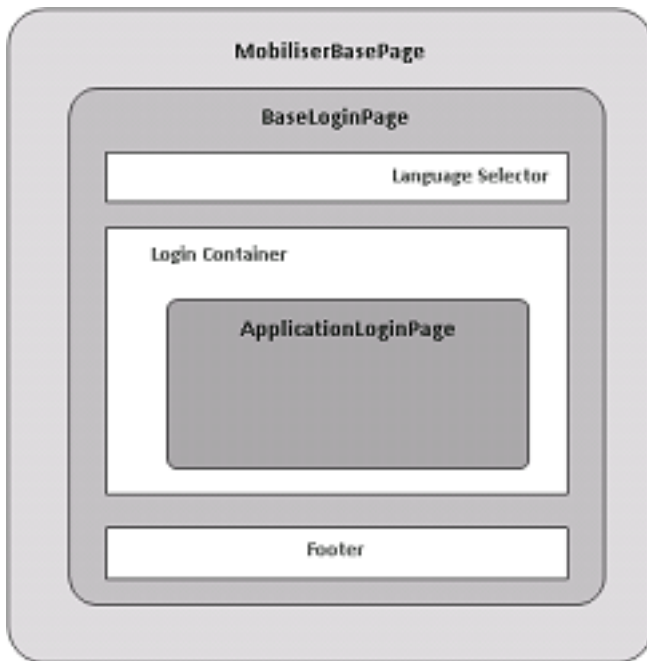 MobiliserBasePage
BaseLoginPage
Language Selector
Login Container
ApplicationLoginPage
Footer